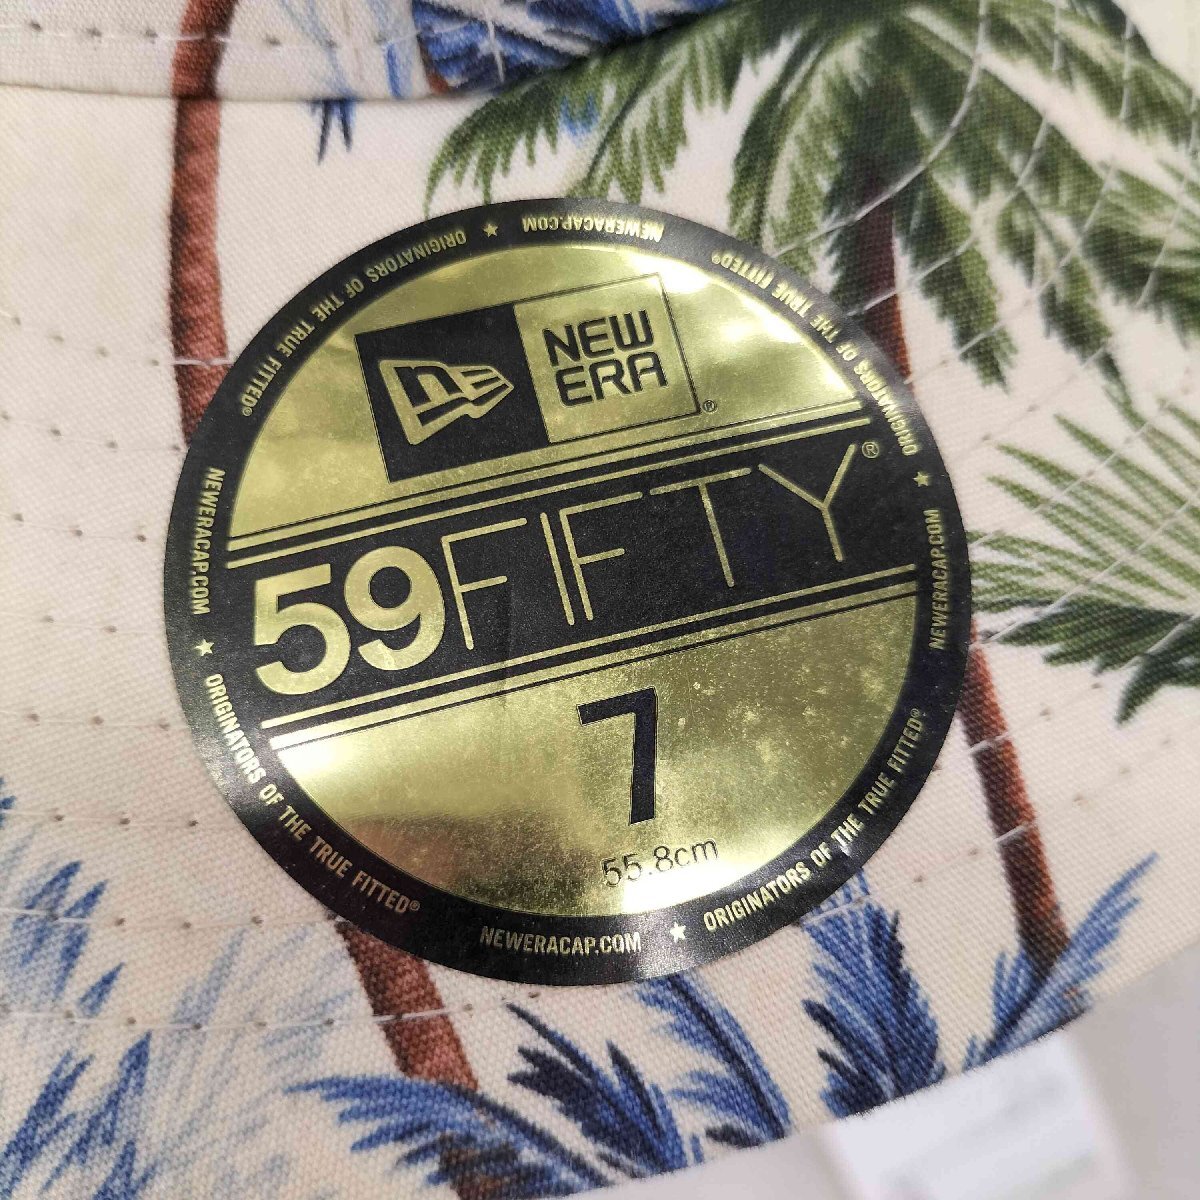 NEW
ERA
®
59FIFTY®
7
55.8cm
NEWERACAP.COM ★ ORIGINATORS OF THE TRUE FITTED®
NEWERACAP.COM ★ ORIGINATORS OF THE TRUE FITTED®
NEWERACAP.COM ★ ORIGINATORS OF THE TRUE FITTED®
NEWERACAP.COM ★ ORIGINATORS OF THE TRUE FITTED®